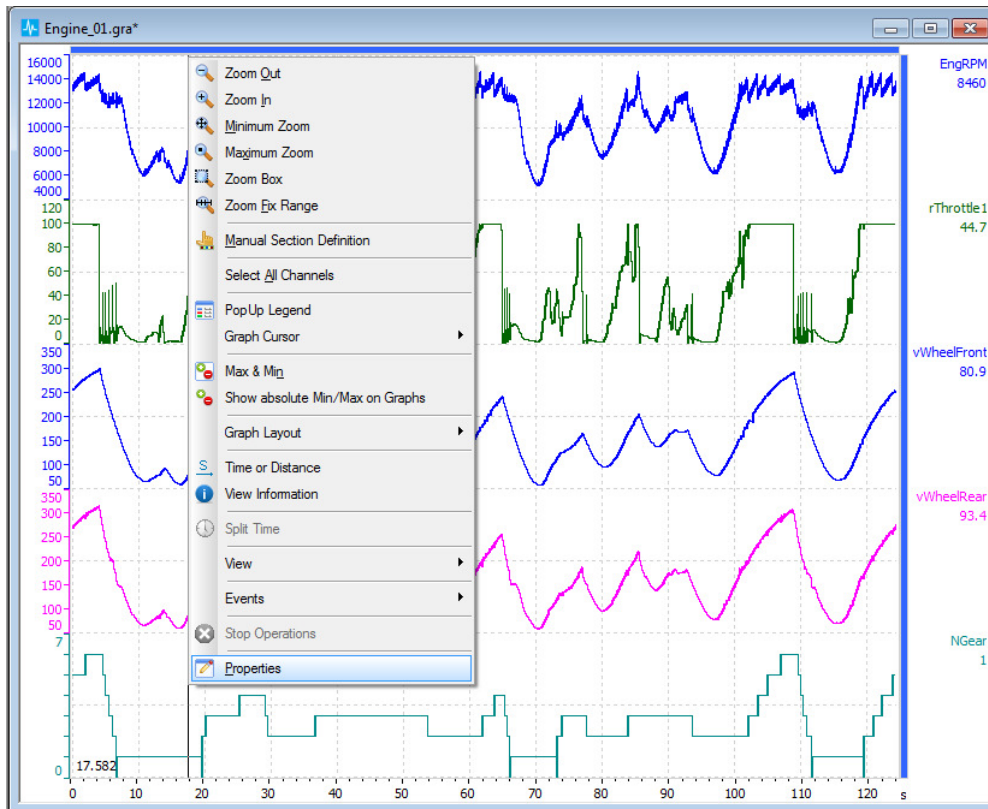 Engine_01.gra*
16000
14000
12000
10000
8000
6000
4000
EngRPM
8460
120
100
80
60
40
20
0
rThrottle1
44.7
350
300
250
200
150
100
50
vWheelFront
80.9
350
300
250
200
150
100
50
vWheelRear
93.4
7
0
NGear
1
17.582
0 10 20 30 40 50 60 70 80 90 100 110 120 s
Zoom Out
Zoom In
Minimum Zoom
Maximum Zoom
Zoom Box
Zoom Fix Range
Manual Section Definition
Select All Channels
PopUp Legend
Graph Cursor
Max & Min
Show absolute Min/Max on Graphs
Graph Layout
S Time or Distance
View Information
Split Time
View
Events
Stop Operations
Properties